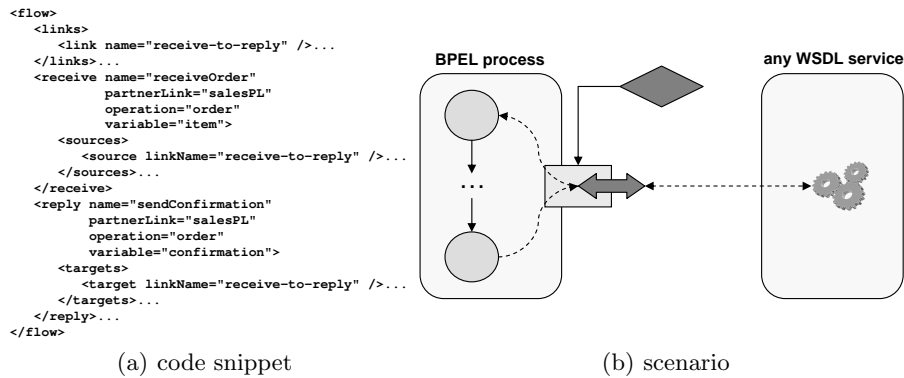 <flow>
<links>
<link name="receive-to-reply" />...
</links>...
<receive name="receiveOrder"
partnerLink="salesPL"
operation="order"
variable="item">
<sources>
<source linkName="receive-to-reply" />...
</sources>...
</receive>
<reply name="sendConfirmation"
partnerLink="salesPL"
operation="order"
variable="confirmation">
<targets>
<target linkName="receive-to-reply" />...
</targets>...
</reply>...
</flow>
(a) code snippet
BPEL process
any WSDL service
...
(b) scenario